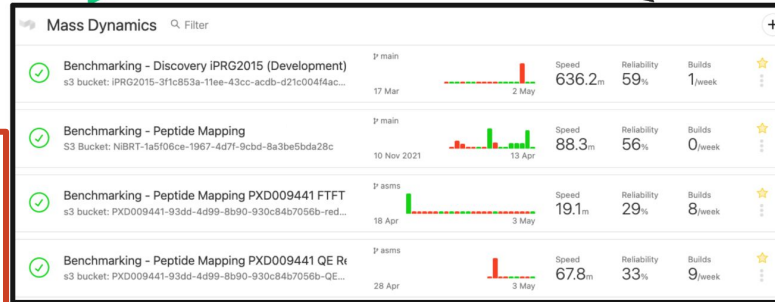 Mass Dynamics Filter
Benchmarking - Discovery iPRG2015 (Development)
s3 bucket: iPRG2015-3f1c853a-11ee-43cc-acdb-d21c004f4ac...
main
17 Mar 2 May
Speed Reliability Builds
636.2m 59% 1/week
Benchmarking - Peptide Mapping
S3 Bucket: NiBRT-1a5f06ce-1967-4d7f-9cbd-8a3be5bda28c
main
10 Nov 2021 13 Apr
Speed Reliability Builds
88.3m 56% 0/week
Benchmarking - Peptide Mapping PXD009441 FTFT
s3 bucket: PXD009441-93dd-4d99-8b90-930c84b7056b-red...
asms
18 Apr 3 May
Speed Reliability Builds
19.1m 29% 8/week
Benchmarking - Peptide Mapping PXD009441 QE Re
s3 bucket: PXD009441-93dd-4d99-8b90-930c84b7056b-QE...
asms
28 Apr 3 May
Speed Reliability Builds
67.8m 33% 9/week